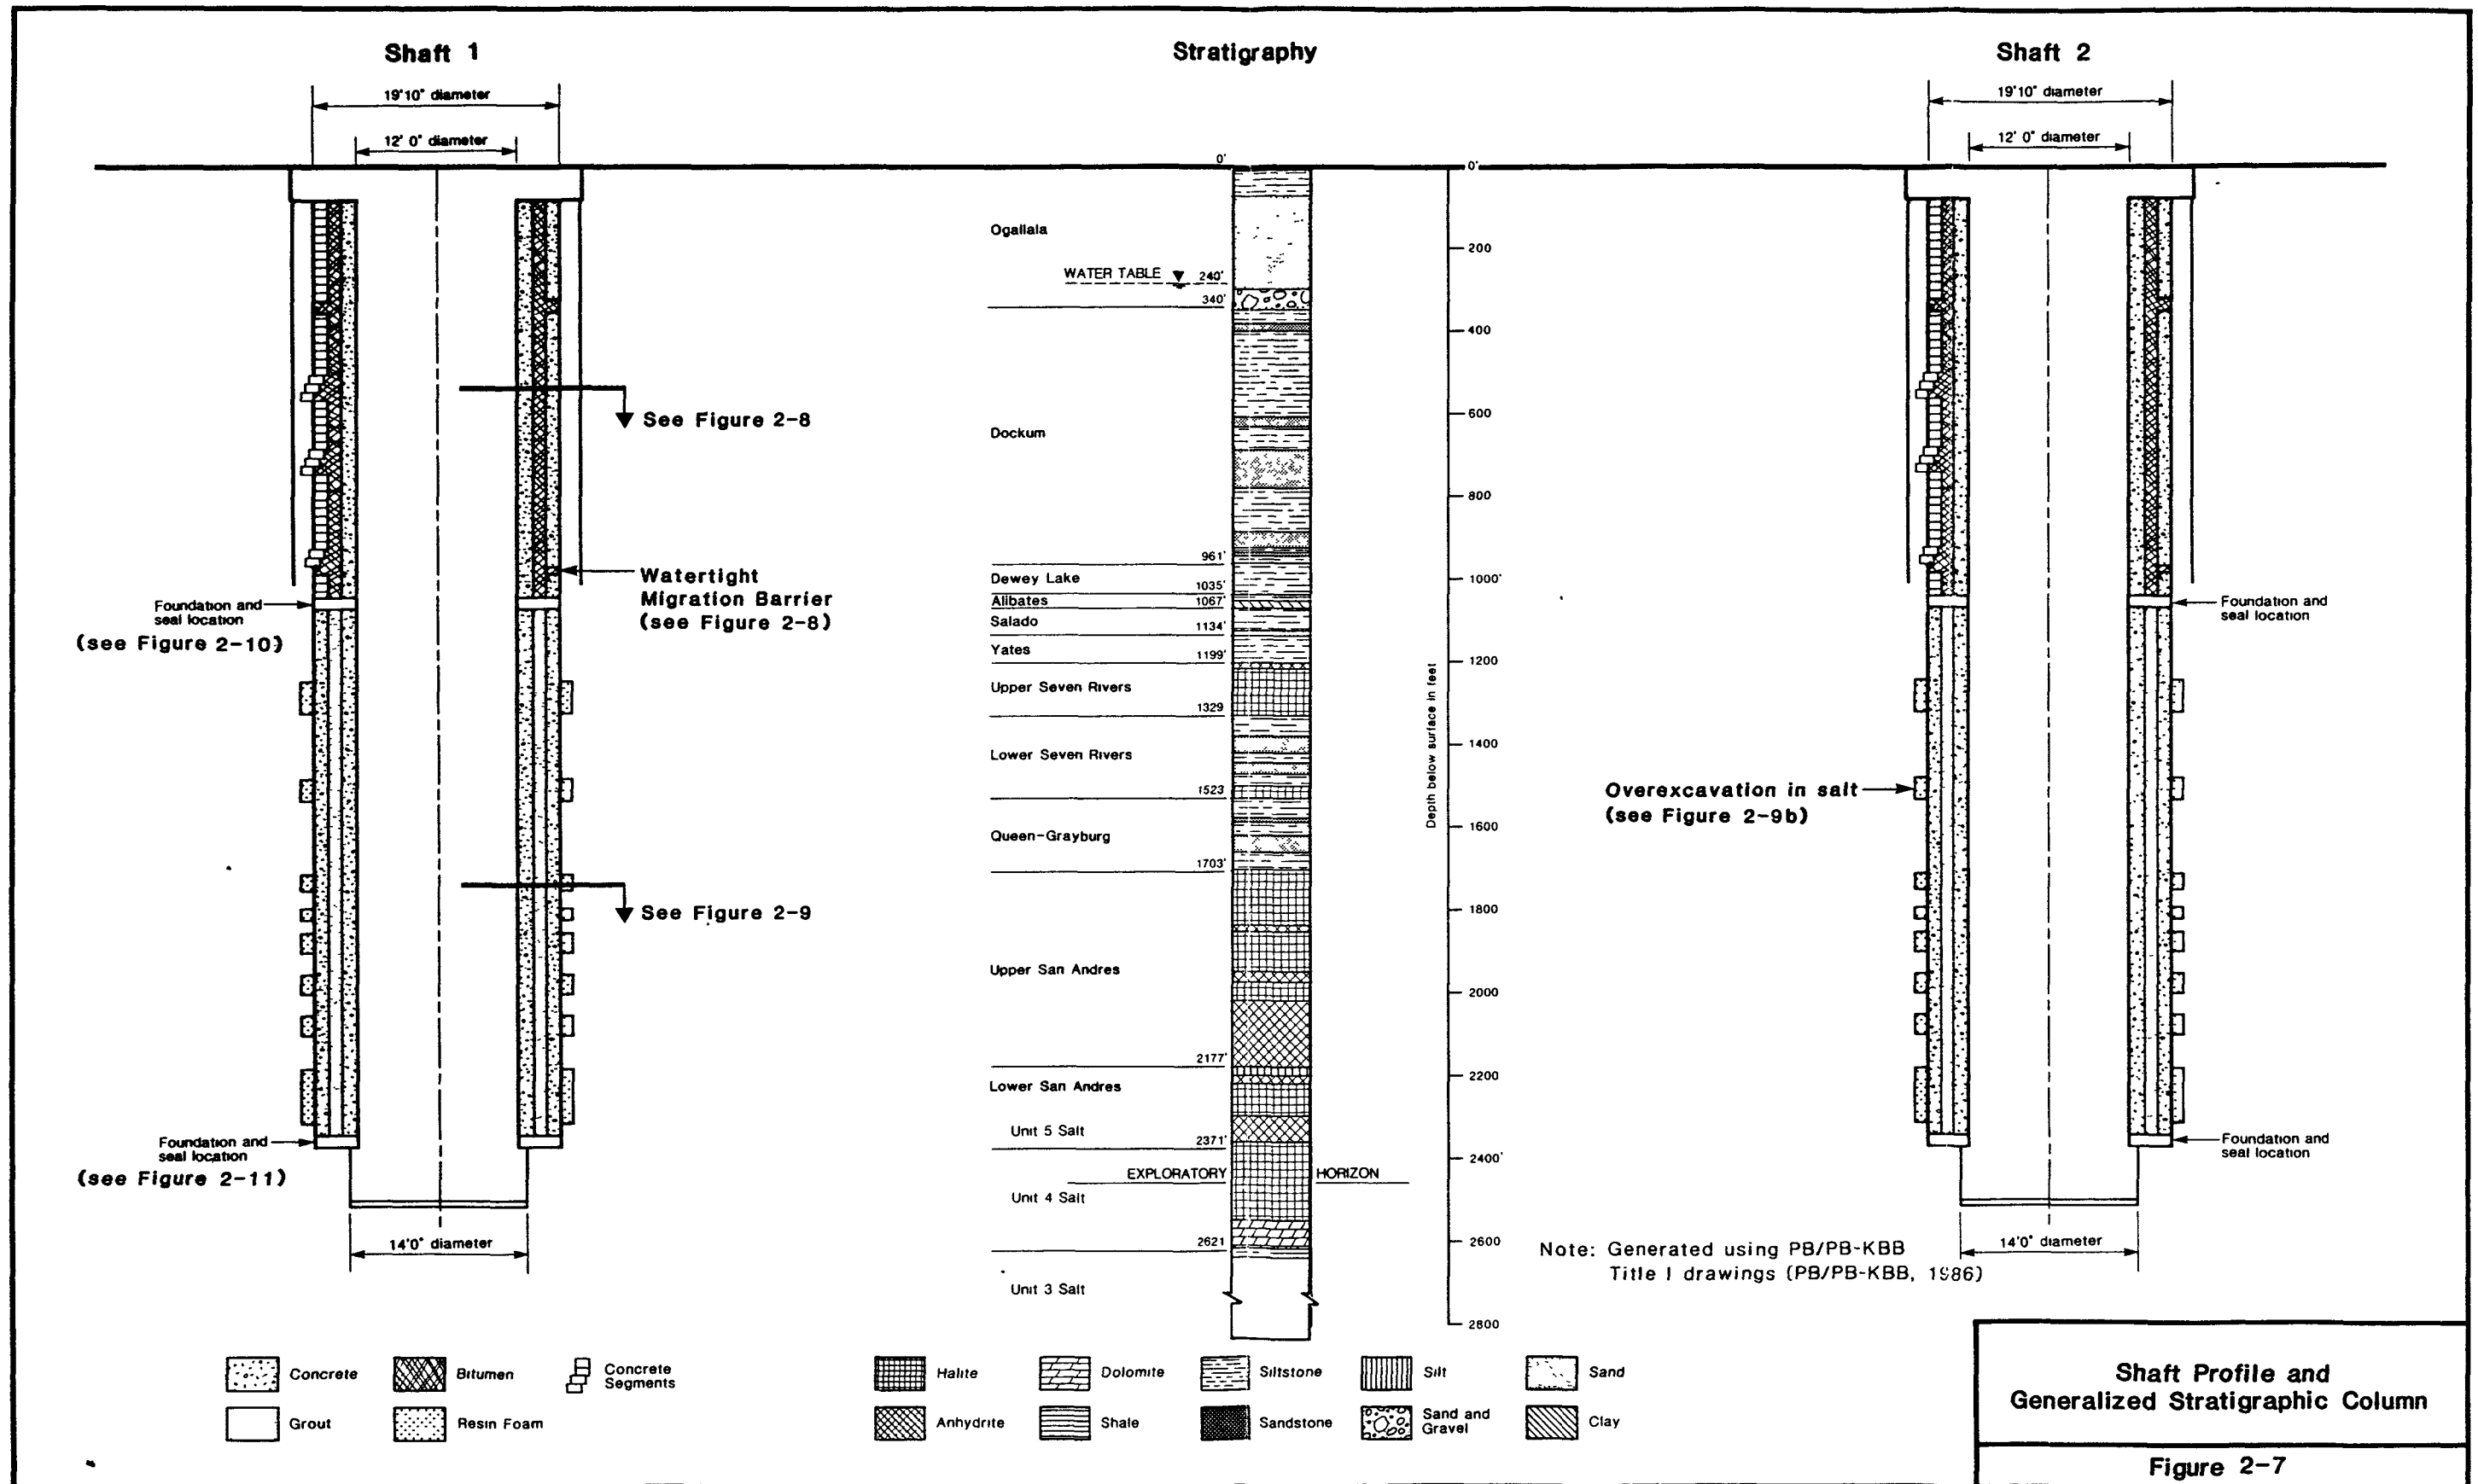 Shaft 1
19'10" diameter
12' 0" diameter
See Figure 2-8
Watertight
Migration Barrier
(see Figure 2-8)
Foundation and
seal location
(see Figure 2-10)
See Figure 2-9
Foundation and
seal location
(see Figure 2-11)
14'0" diameter
Stratigraphy
0'
Ogallala
WATER TABLE 240'
340'
Dockum
961'
Dewey Lake
1035'
Alibates 1067'
Salado
1134'
Yates
1199'
Upper Seven Rivers
1329
Lower Seven Rivers
1523
Queen-Grayburg
1703'
Upper San Andres
2177'
Lower San Andres
Unit 5 Salt
2371'
EXPLORATORY HORIZON
Unit 4 Salt
2621
Unit 3 Salt
0'
200
400
600
800
1000'
1200
1400
1600
1800
2000
2200
2400'
2600
2800
Depth below surface in feet
Shaft 2
19'10" diameter
12' 0" diameter
Foundation and
seal location
Overexcavation in salt
(see Figure 2-9b)
Foundation and
seal location
14'0" diameter
Note: Generated using PB/PB-KBB
Title I drawings (PB/PB-KBB, 1986)
Concrete
Bitumen
Concrete
Segments
Grout
Resin Foam
Halite
Dolomite
Siltstone
Silt
Sand
Anhydrite
Shale
Sandstone
Sand and
Gravel
Clay
Shaft Profile and
Generalized Stratigraphic Column
Figure 2-7